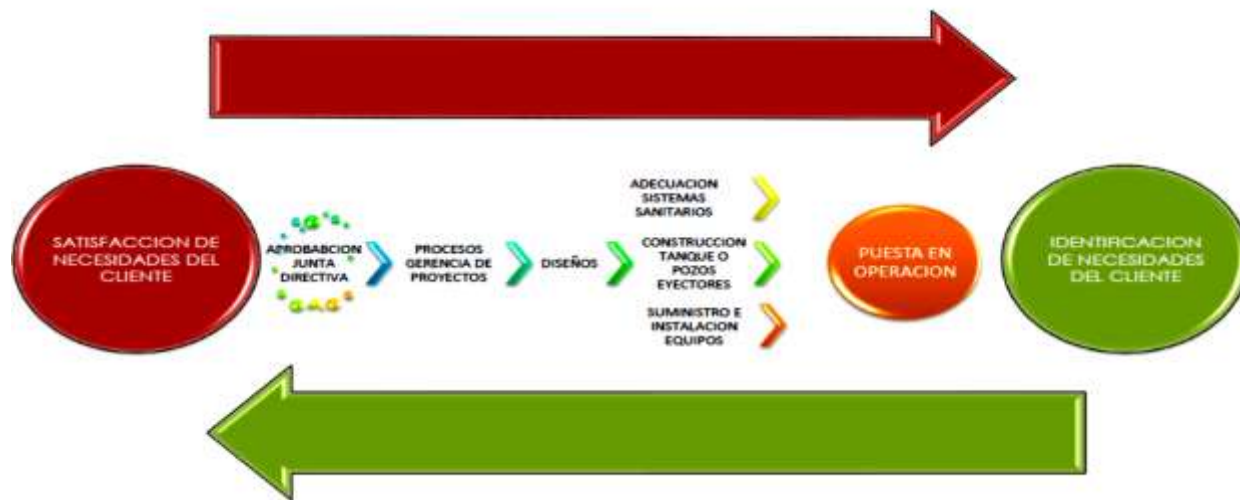 SATISFACCION DE
NECESIDADES DEL
CLIENTE
APROBABCION
JUNTA
DIRECTIVA
PROCESOS
GERENCIA DE
PROYECTOS
DISEÑOS
ADECUACION
SISTEMAS
SANITARIOS
CONSTRUCCION
TANQUE O
POZOS
EYECTORES
SUMINISTRO E
INSTALACION
EQUIPOS
PUESTA EN
OPERACION
IDENTIFICACION
DE NECESIDADES
DEL CLIENTE